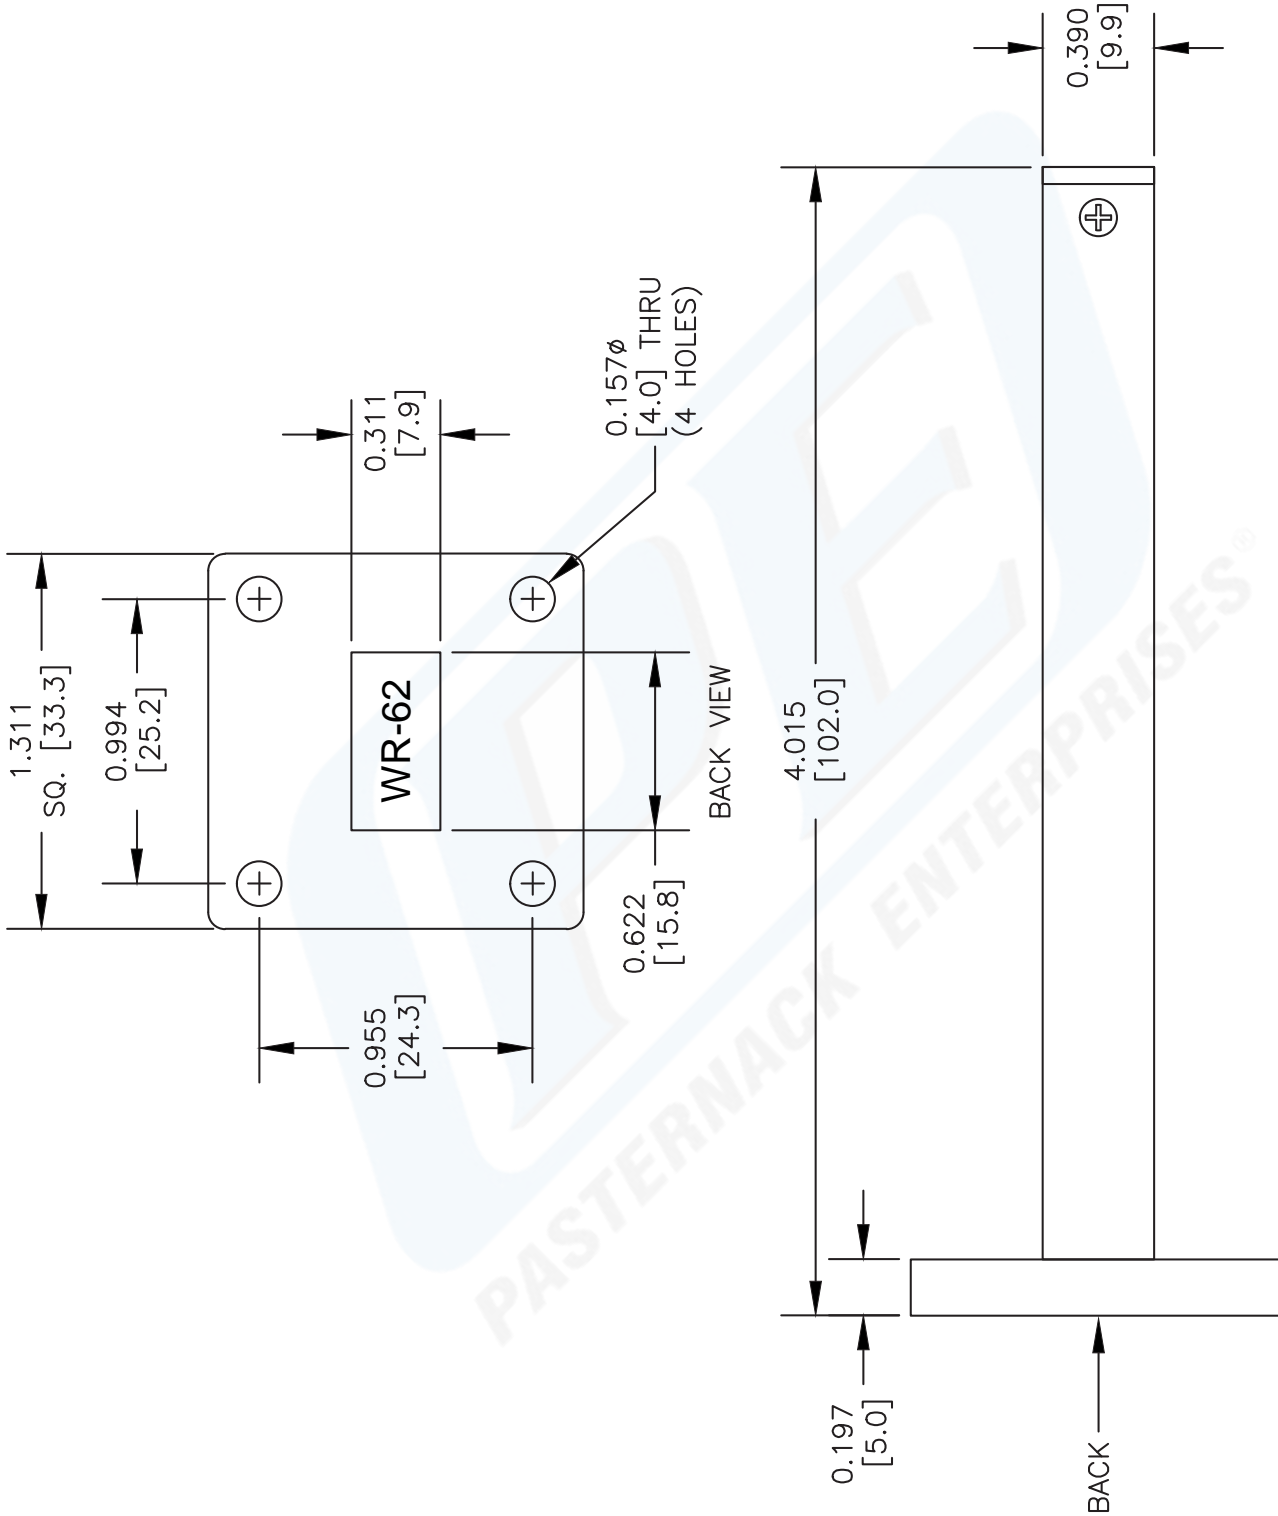 1.311
SQ. [33.3]
0.994
[25.2]
0.955
[24.3]
WR-62
0.311
[7.9]
0.157ø
[4.0] THRU
(4 HOLES)
0.622
[15.8]
BACK VIEW
4.015
[102.0]
0.197
[5.0]
BACK
0.390
[9.9]
PE
PASTERNACK ENTERPRISES®